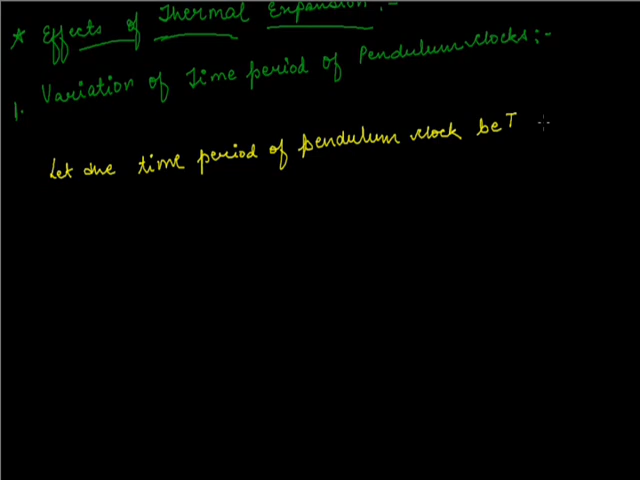 * Effects of Thermal Expansion :-
1. Variation of Time period of Pendulum clocks :-
Let the time period of pendulum clock be T